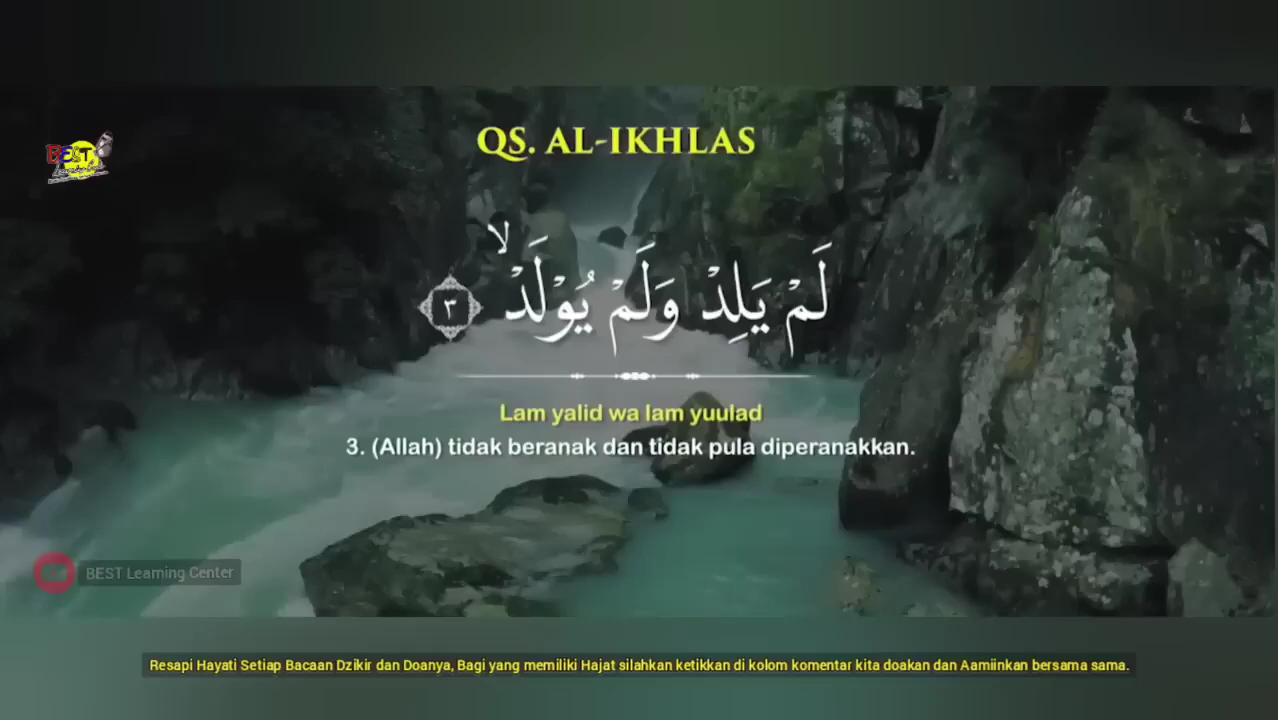 BEST
QS. AL-IKHLAS
لَمْ يَلِدْ وَلَمْ يُوْلَدْۙ ٣
Lam yalid wa lam yuulad
3. (Allah) tidak beranak dan tidak pula diperanakkan.
BEST Learning Center
Resapi Hayati Setiap Bacaan Dzikir dan Doanya, Bagi yang memiliki Hajat silahkan ketikkan di kolom komentar kita doakan dan Aamiinkan bersama sama.